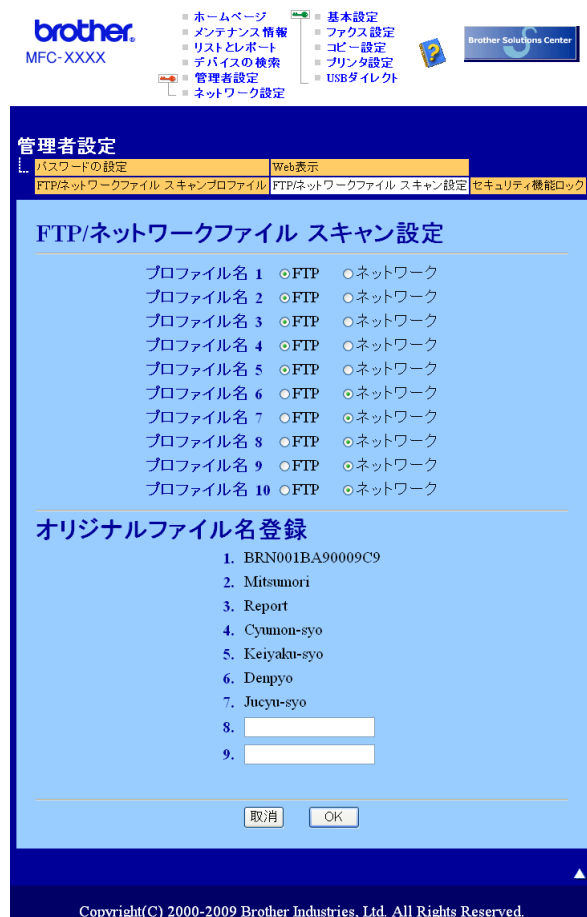 brother.
MFC-XXXX
ホームページ
メンテナンス情報
リストとレポート
デバイスの検索
管理者設定
ネットワーク設定
基本設定
ファクス設定
コピー設定
プリンタ設定
USBダイレクト
Brother Solutions Center
管理者設定
パスワードの設定 Web表示
FTP/ネットワークファイル スキャンプロファイル FTP/ネットワークファイル スキャン設定 セキュリティ機能ロック
FTP/ネットワークファイル スキャン設定
プロファイル名 1 FTP ネットワーク
プロファイル名 2 FTP ネットワーク
プロファイル名 3 FTP ネットワーク
プロファイル名 4 FTP ネットワーク
プロファイル名 5 FTP ネットワーク
プロファイル名 6 FTP ネットワーク
プロファイル名 7 FTP ネットワーク
プロファイル名 8 FTP ネットワーク
プロファイル名 9 FTP ネットワーク
プロファイル名 10 FTP ネットワーク
オリジナルファイル名登録
1. BRN001BA90009C9
2. Mitsumori
3. Report
4. Cyumon-syo
5. Keiyaku-syo
6. Denpyo
7. Jucyu-syo
8.
9.
取消 OK
Copyright(C) 2000-2009 Brother Industries, Ltd. All Rights Reserved.